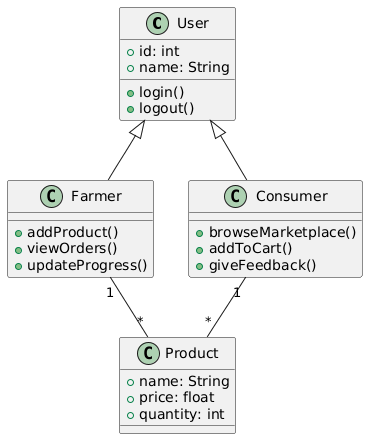 C User
+ id: int
+ name: String
+ login()
+ logout()
C Farmer
+ addProduct()
+ viewOrders()
+ updateProgress()
C Consumer
+ browseMarketplace()
+ addToCart()
+ giveFeedback()
1
1
*
*
C Product
+ name: String
+ price: float
+ quantity: int